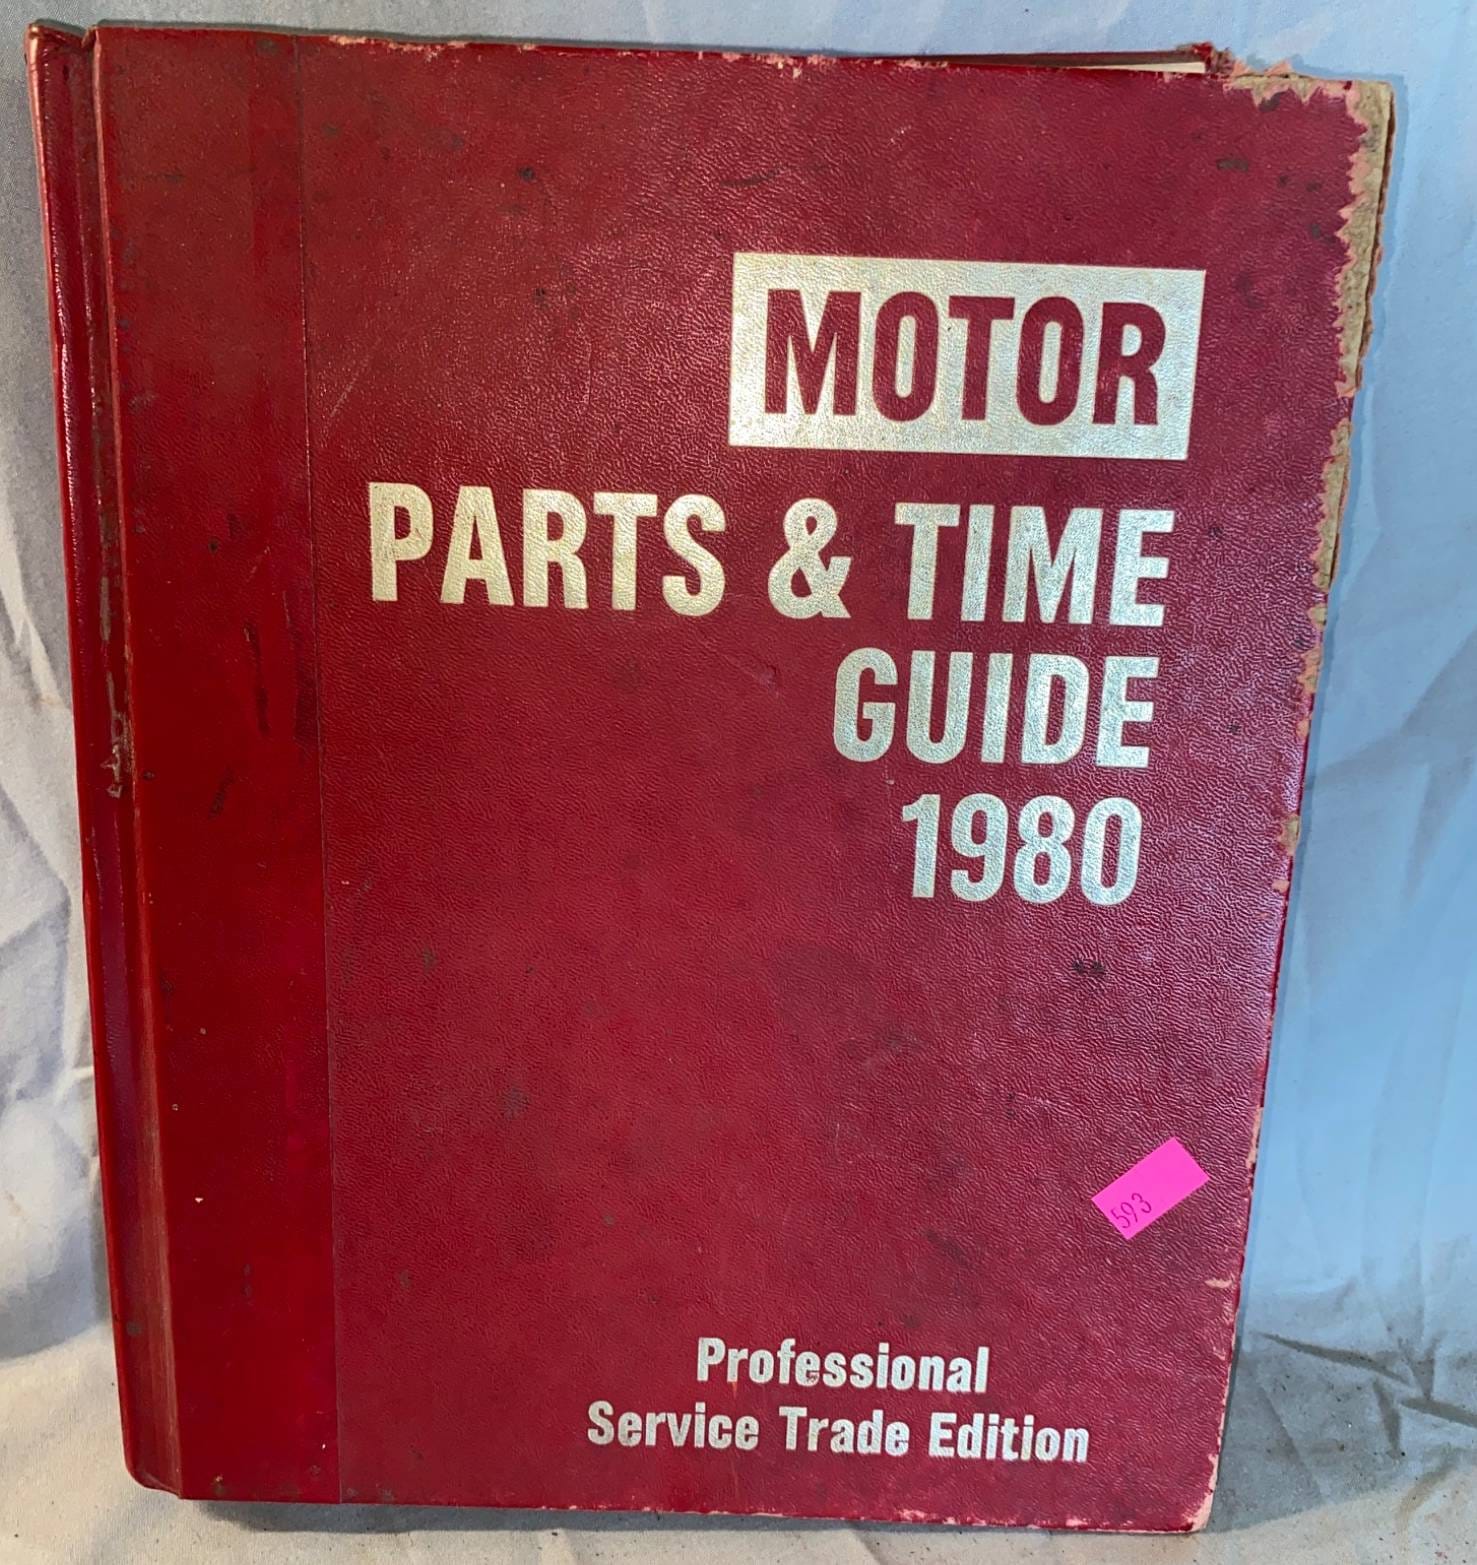 MOTOR
PARTS & TIME
GUIDE
1980
593
Professional
Service Trade Edition